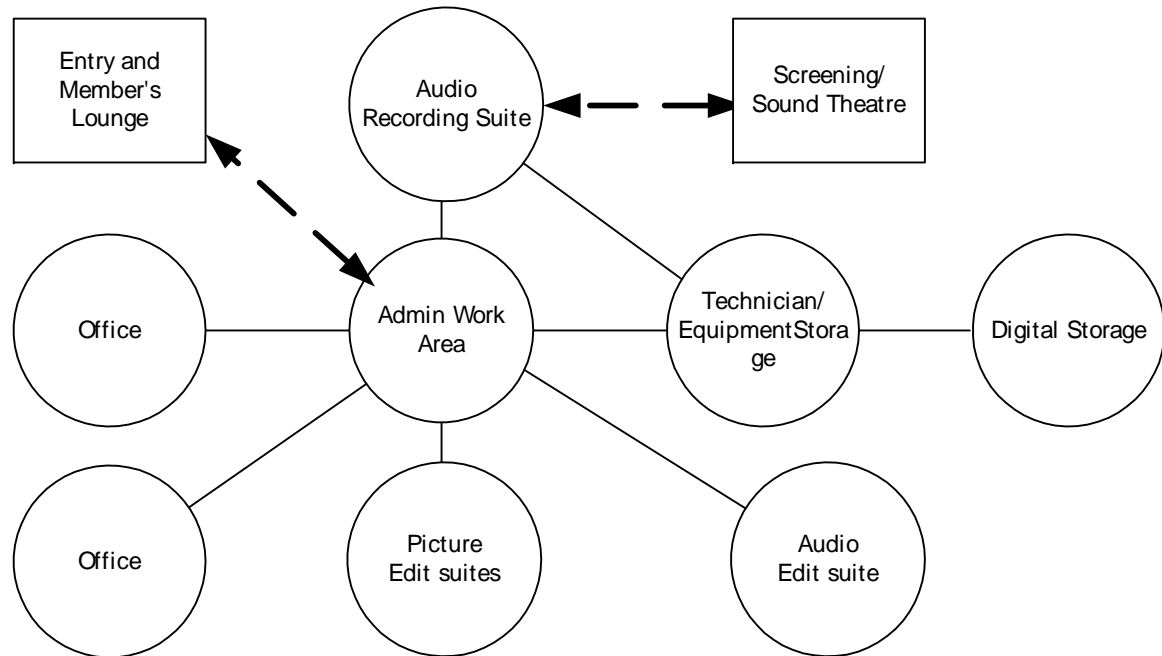 Entry and
Member's
Lounge
Audio
Recording Suite
Screening/
Sound Theatre
Office
Admin Work
Area
Technician/
EquipmentStora
ge
Digital Storage
Office
Picture
Edit suites
Audio
Edit suite